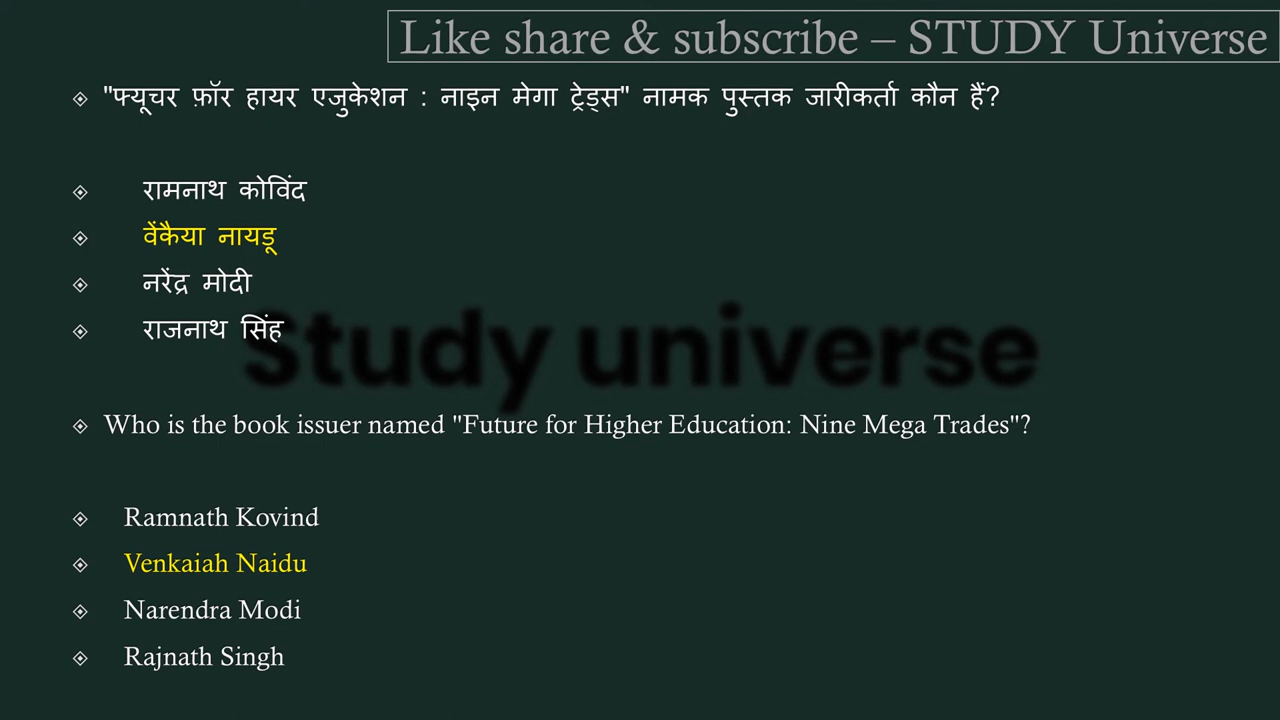 Like share & subscribe – STUDY Universe
"फ्यूचर फ़ॉर हायर एजुकेशन : नाइन मेगा ट्रेड्स" नामक पुस्तक जारीकर्ता कौन हैं?
रामनाथ कोविंद
वेंकैया नायडू
नरेंद्र मोदी
राजनाथ सिंह
Study universe
Who is the book issuer named "Future for Higher Education: Nine Mega Trades"?
Ramnath Kovind
Venkaiah Naidu
Narendra Modi
Rajnath Singh